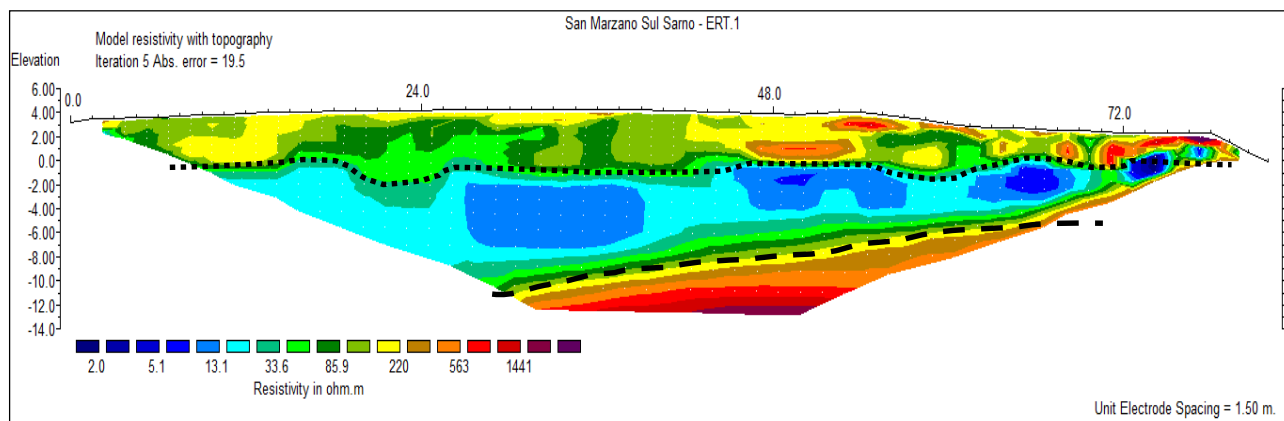 San Marzano Sul Sarno - ERT.1
Model resistivity with topography
Elevation Iteration 5 Abs. error = 19.5
6.00
4.00
2.00
0.0
-2.00
-4.00
-6.00
-8.00
-10.0
-12.0
-14.0
0.0 24.0 48.0 72.0
2.0 5.1 13.1 33.6 85.9 220 563 1441
Resistivity in ohm.m
Unit Electrode Spacing = 1.50 m.